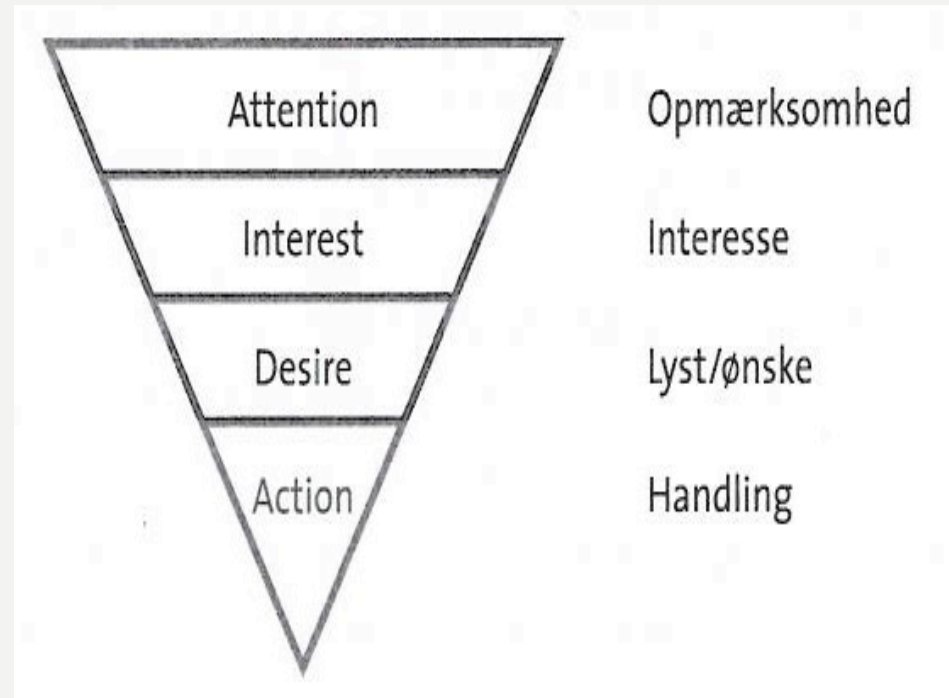 Attention Opmærksomhed
Interest Interesse
Desire Lyst/ønske
Action Handling